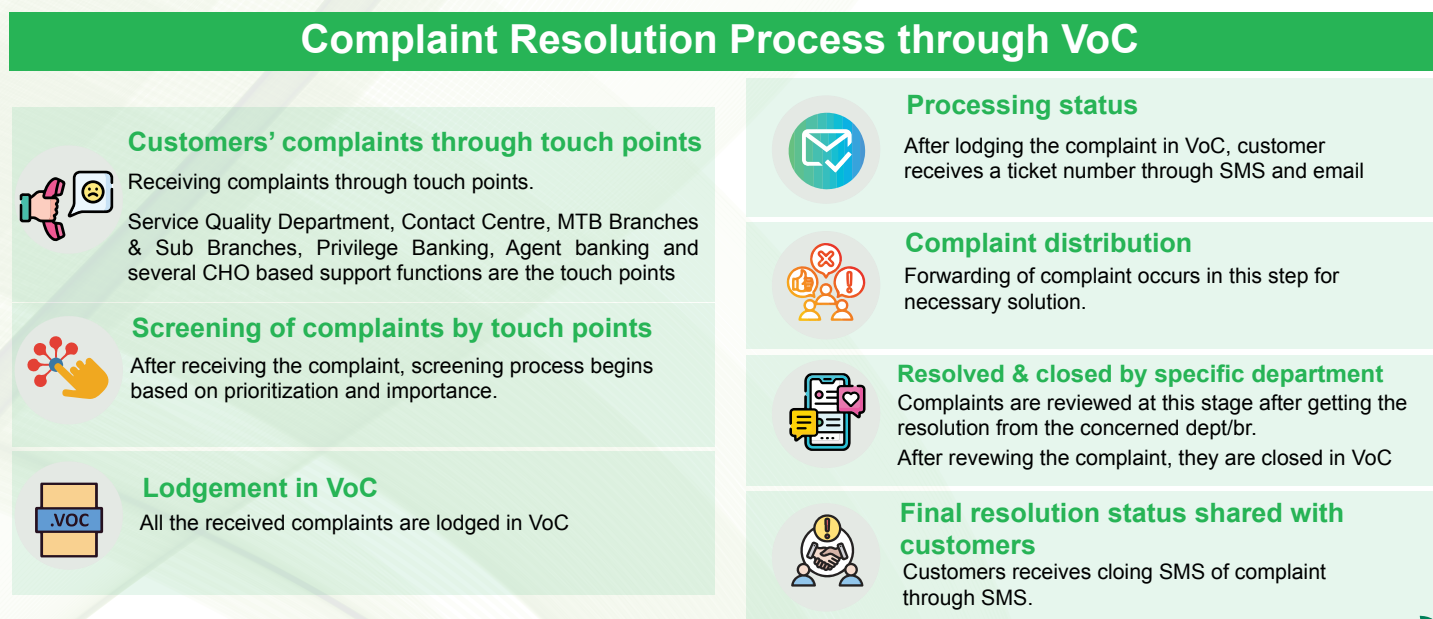 Complaint Resolution Process through VoC
Customers’ complaints through touch points
Receiving complaints through touch points.
Service Quality Department, Contact Centre, MTB Branches
& Sub Branches, Privilege Banking, Agent banking and
several CHO based support functions are the touch points
Screening of complaints by touch points
After receiving the complaint, screening process begins
based on prioritization and importance.
.VOC
Lodgement in VoC
All the received complaints are lodged in VoC
Processing status
After lodging the complaint in VoC, customer
receives a ticket number through SMS and email
Complaint distribution
Forwarding of complaint occurs in this step for
necessary solution.
Resolved & closed by specific department
Complaints are reviewed at this stage after getting the
resolution from the concerned dept/br.
After revewing the complaint, they are closed in VoC
Final resolution status shared with
customers
Customers receives cloing SMS of complaint
through SMS.